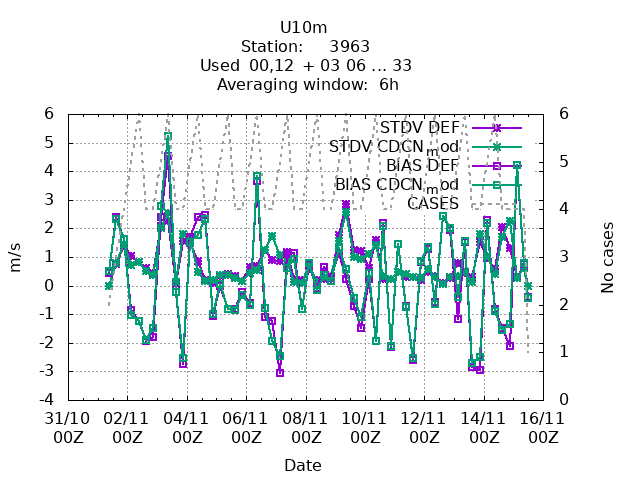 U10m
Station: 3963
Used 00,12 + 03 06 ... 33
Averaging window: 6h
6 6
STDV DEF
5 5
STDV CDCN_mod
4 BIAS DEF
BIAS CDCN_mod
3 4
CASES
2
m/s
1 3
No cases
0
-1 2
-2 1
-3
-4 0
31/10 02/11 04/11 06/11 08/11 10/11 12/11 14/11 16/11
00Z 00Z 00Z 00Z 00Z 00Z 00Z 00Z 00Z
Date